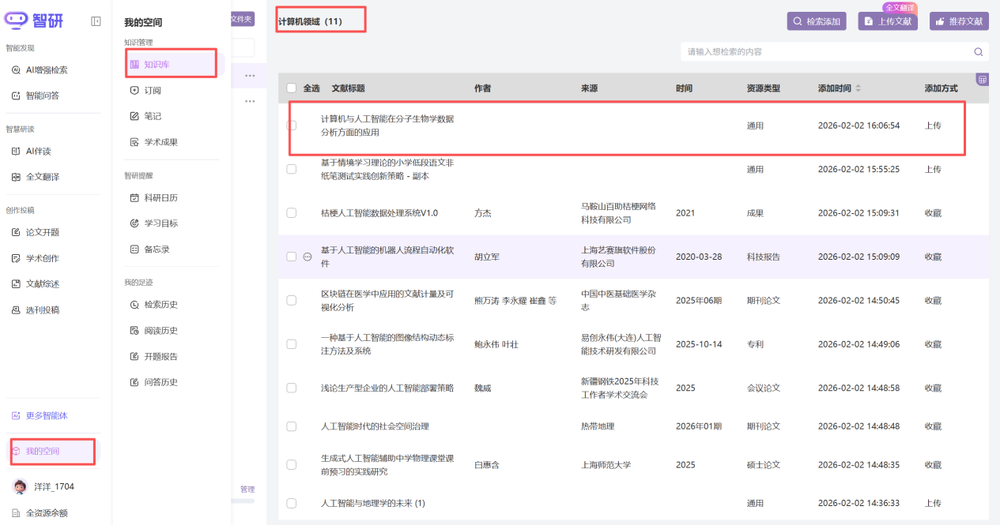 智研
智能发现
AI增强检索
智能问答
智慧研读
AI伴读
全文翻译
创作投稿
论文开题
学术创作
文献综述
选刊投稿
更多智能体
我的空间
洋洋_1704
全资源余额
我的空间
知识管理
知识库
订阅
笔记
学术成果
智研提醒
科研日历
学习目标
备忘录
我的足迹
检索历史
阅读历史
开题报告
问答历史
文件夹
管理
计算机领域 (11)
检索添加
全文翻译
上传文献
推荐文献
请输入想检索的内容
全选 文献标题 作者 来源 时间 资源类型 添加时间 添加方式
计算机与人工智能在分子生物学数据
分析方面的应用
通用 2026-02-02 16:06:54 上传
基于情境学习理论的小学低段语文非
纸笔测试实践创新策略 - 副本
通用 2026-02-02 15:55:25 上传
桔梗人工智能数据处理系统V1.0 方杰
马鞍山百助桔梗网络
科技有限公司
2021 成果 2026-02-02 15:09:31 收藏
基于人工智能的机器人流程自动化软
件
胡立军
上海艺赛旗软件股份
有限公司
2020-03-28 科技报告 2026-02-02 15:09:09 收藏
区块链在医学中应用的文献计量及可
视化分析
熊万涛 李永耀 崔鑫 等
中国中医基础医学杂
志
2025年06期 期刊论文 2026-02-02 14:50:45 收藏
一种基于人工智能的图像结构动态标
注方法及系统
鲍永伟 叶壮
易创永伟(大连)人工智
能技术研发有限公司
2025-10-14 专利 2026-02-02 14:49:06 收藏
浅论生产型企业的人工智能部署策略 魏威
新疆钢铁2025年科技
工作者学术交流会
2025 会议论文 2026-02-02 14:48:58 收藏
人工智能时代的社会空间治理 热带地理 2026年01期 期刊论文 2026-02-02 14:48:48 收藏
生成式人工智能辅助中学物理课堂课
前预习的实践研究
白惠含 上海师范大学 2025 硕士论文 2026-02-02 14:48:35 收藏
人工智能与地理学的未来 (1) 通用 2026-02-02 14:36:33 上传